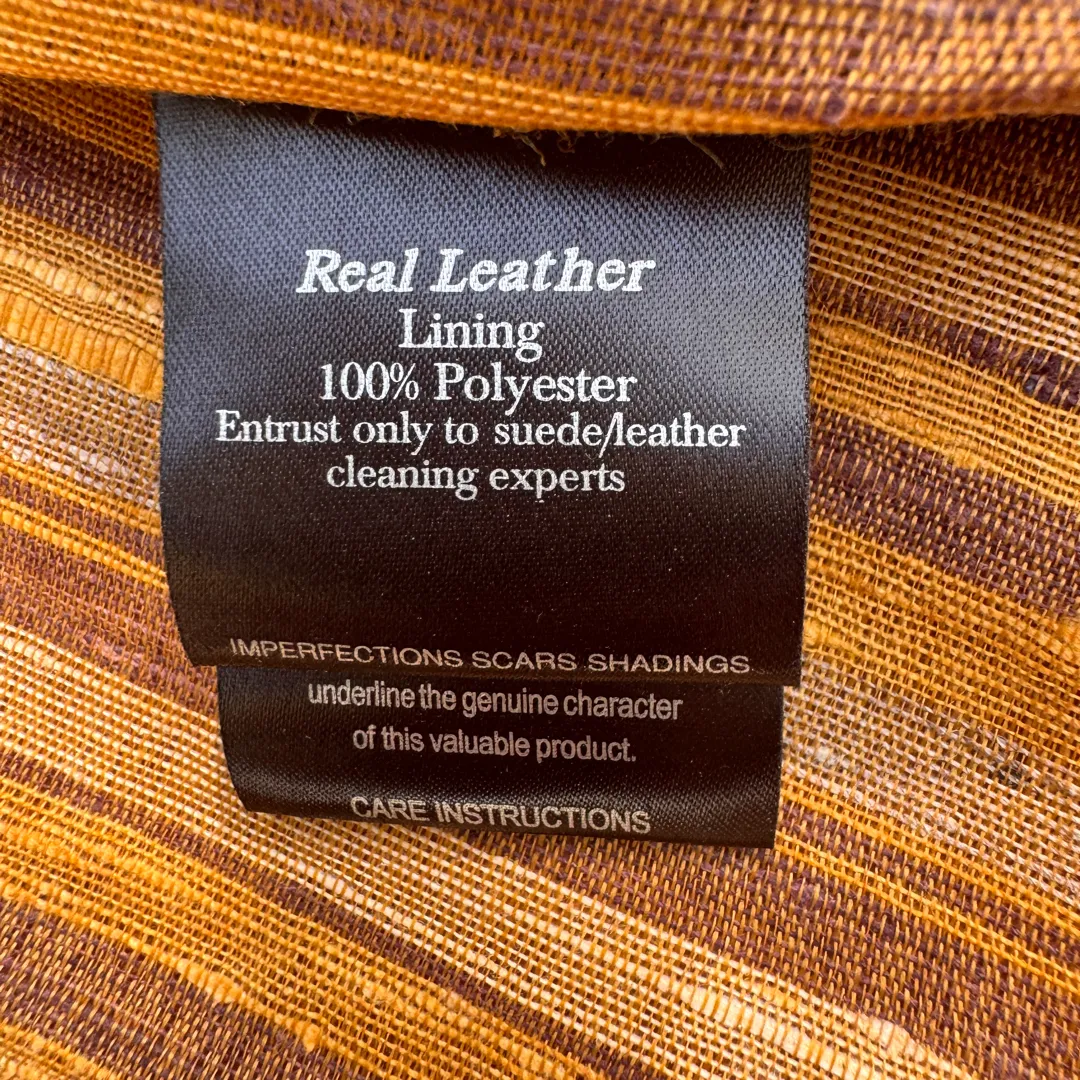 Real Leather
Lining
100% Polyester
Entrust only to suede/leather
cleaning experts
IMPERFECTIONS SCARS SHADINGS
underline the genuine character
of this valuable product.
CARE INSTRUCTIONS